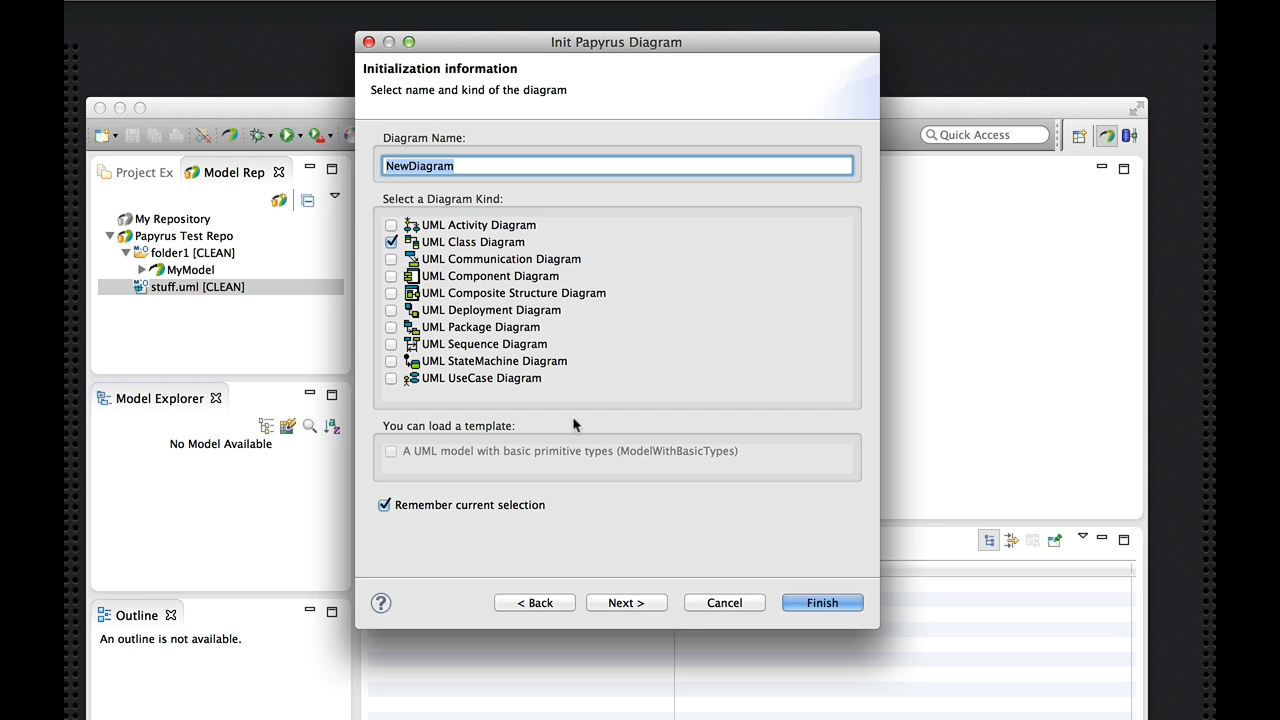 Init Papyrus Diagram
Initialization information
Select name and kind of the diagram
Diagram Name:
NewDiagram
Select a Diagram Kind:
UML Activity Diagram
UML Class Diagram
UML Communication Diagram
UML Component Diagram
UML Composite Structure Diagram
UML Deployment Diagram
UML Package Diagram
UML Sequence Diagram
UML StateMachine Diagram
UML UseCase Diagram
You can load a template:
A UML model with basic primitive types (ModelWithBasicTypes)
Remember current selection
?
< Back
Next >
Cancel
Finish
Quick Access
Project Ex
Model Rep
My Repository
Papyrus Test Repo
folder1 [CLEAN]
MyModel
stuff.uml [CLEAN]
Model Explorer
No Model Available
Outline
An outline is not available.